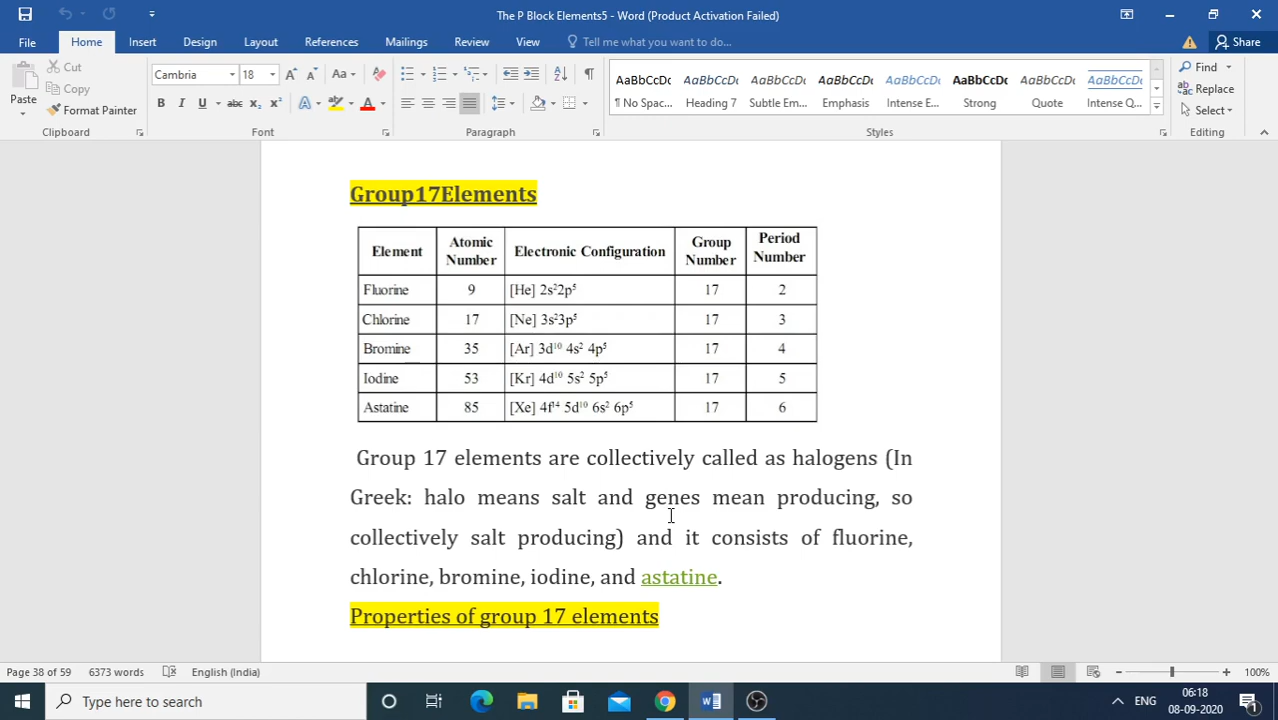 The P Block Elements5 - Word (Product Activation Failed)
File Home Insert Design Layout References Mailings Review View Tell me what you want to do... Share
Cut
Copy
Paste
Format Painter
Clipboard
Cambria 18
Font
Paragraph
AaBbCcDc AaBbCcDc AaBbCcDc AaBbCcDc AaBbCcDc AaBbCcDc AaBbCcDc AaBbCcDc
¶ No Spac... Heading 7 Subtle Em... Emphasis Intense E... Strong Quote Intense Q...
Styles
Find
Replace
Select
Editing
Group17Elements
Element Atomic Number Electronic Configuration Group Number Period Number
Fluorine 9 [He] 2s²2p⁵ 17 2
Chlorine 17 [Ne] 3s²3p⁵ 17 3
Bromine 35 [Ar] 3d¹⁰ 4s² 4p⁵ 17 4
Iodine 53 [Kr] 4d¹⁰ 5s² 5p⁵ 17 5
Astatine 85 [Xe] 4f¹⁴ 5d¹⁰ 6s² 6p⁵ 17 6
Group 17 elements are collectively called as halogens (In
Greek: halo means salt and genes mean producing, so
collectively salt producing) and it consists of fluorine,
chlorine, bromine, iodine, and astatine.
Properties of group 17 elements
Page 38 of 59 6373 words English (India) 100%
Type here to search
ENG
06:18
08-09-2020